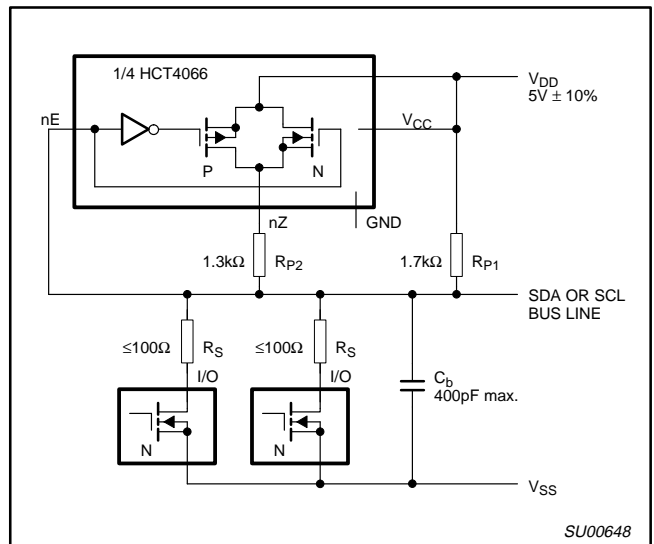 1/4 HCT4066
V_DD
5V ± 10%
nE
V_CC
P
N
nZ
GND
1.3kΩ
R_P2
1.7kΩ
R_P1
SDA OR SCL
BUS LINE
≤100Ω
R_S
≤100Ω
R_S
I/O
I/O
C_b
400pF max.
N
N
V_SS
SU00648